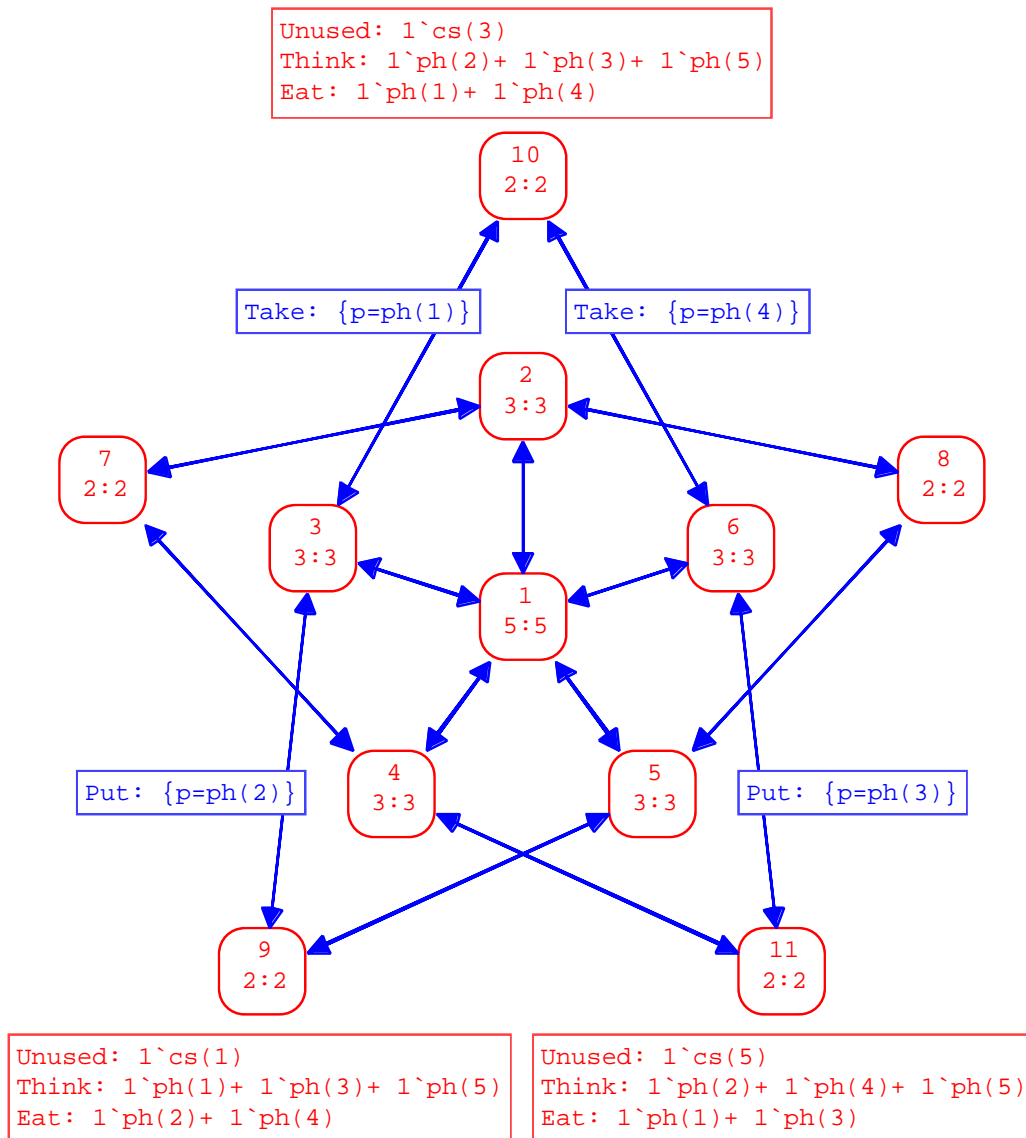 Unused: 1`cs(3)
Think: 1`ph(2)+ 1`ph(3)+ 1`ph(5)
Eat: 1`ph(1)+ 1`ph(4)
10
2:2
Take: {p=ph(1)}
Take: {p=ph(4)}
2
3:3
7
2:2
8
2:2
3
3:3
6
3:3
1
5:5
4
3:3
5
3:3
Put: {p=ph(2)}
Put: {p=ph(3)}
9
2:2
11
2:2
Unused: 1`cs(1)
Think: 1`ph(1)+ 1`ph(3)+ 1`ph(5)
Eat: 1`ph(2)+ 1`ph(4)
Unused: 1`cs(5)
Think: 1`ph(2)+ 1`ph(4)+ 1`ph(5)
Eat: 1`ph(1)+ 1`ph(3)